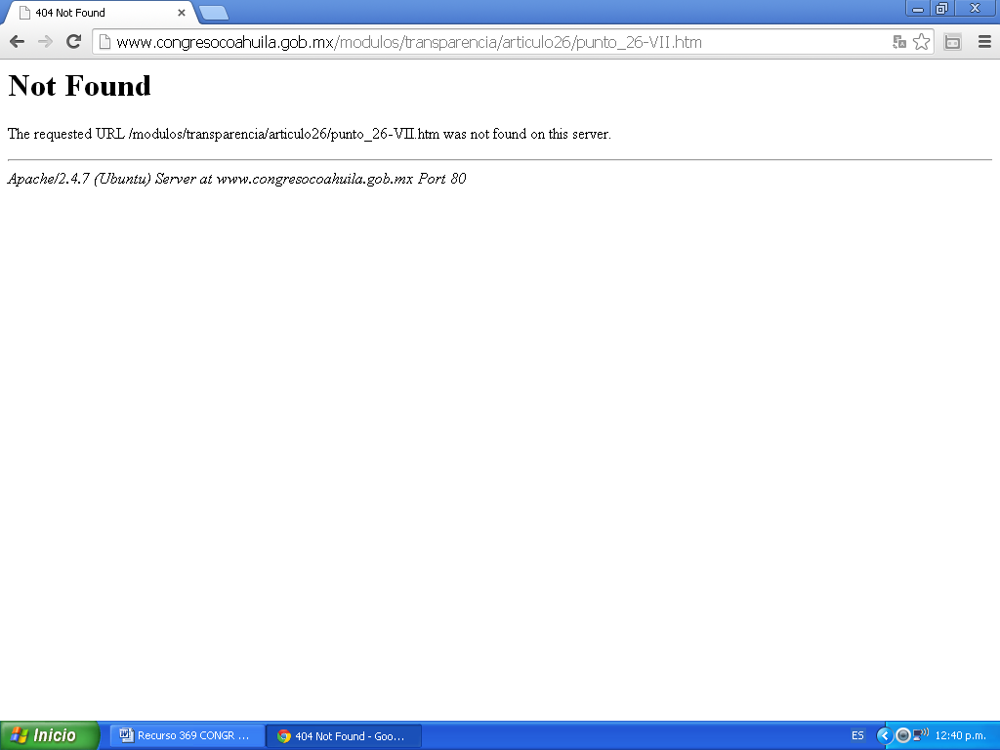 404 Not Found
www.congresocoahuila.gob.mx/modulos/transparencia/articulo26/punto_26-VII.htm
Not Found
The requested URL /modulos/transparencia/articulo26/punto_26-VII.htm was not found on this server.
Apache/2.4.7 (Ubuntu) Server at www.congresocoahuila.gob.mx Port 80
Inicio
Recurso 369 CONGR ...
404 Not Found - Goo...
ES
12:40 p.m.